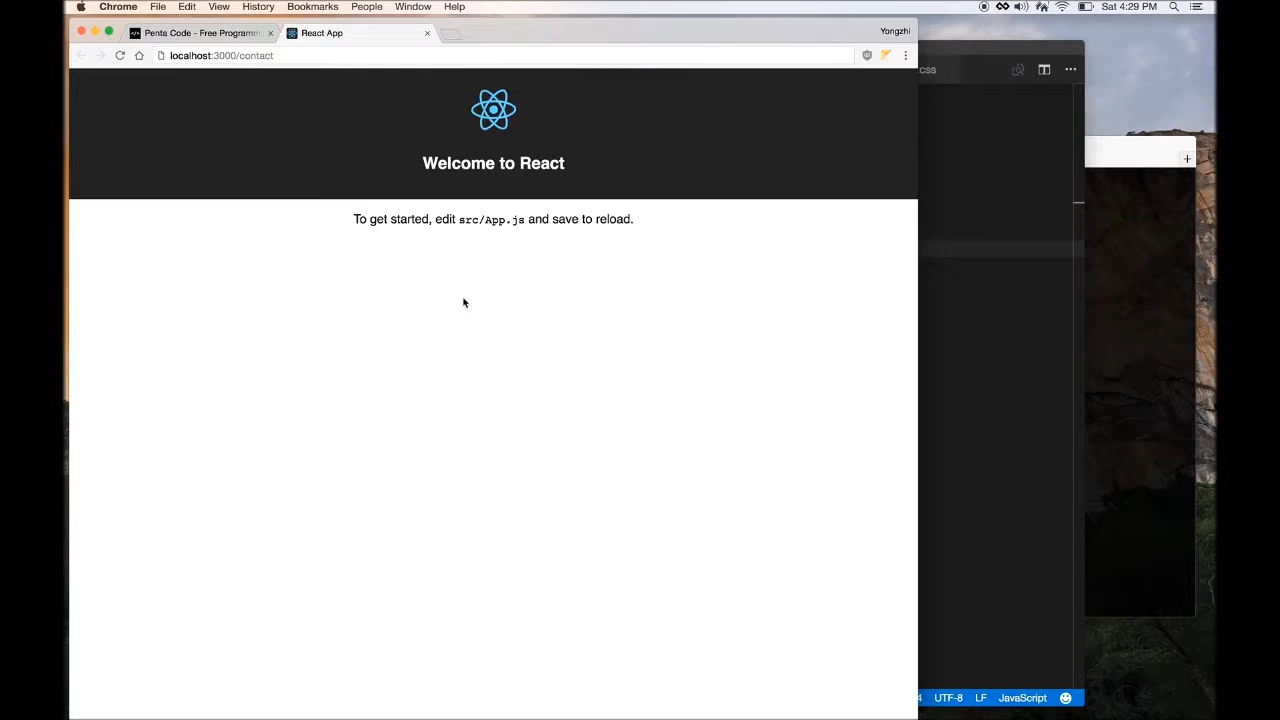 Chrome File Edit View History Bookmarks People Window Help Sat 4:29 PM
Penta Code - Free Programm React App Yongzhi
localhost:3000/contact
css
Welcome to React
To get started, edit src/App.js and save to reload.
4 UTF-8 LF JavaScript